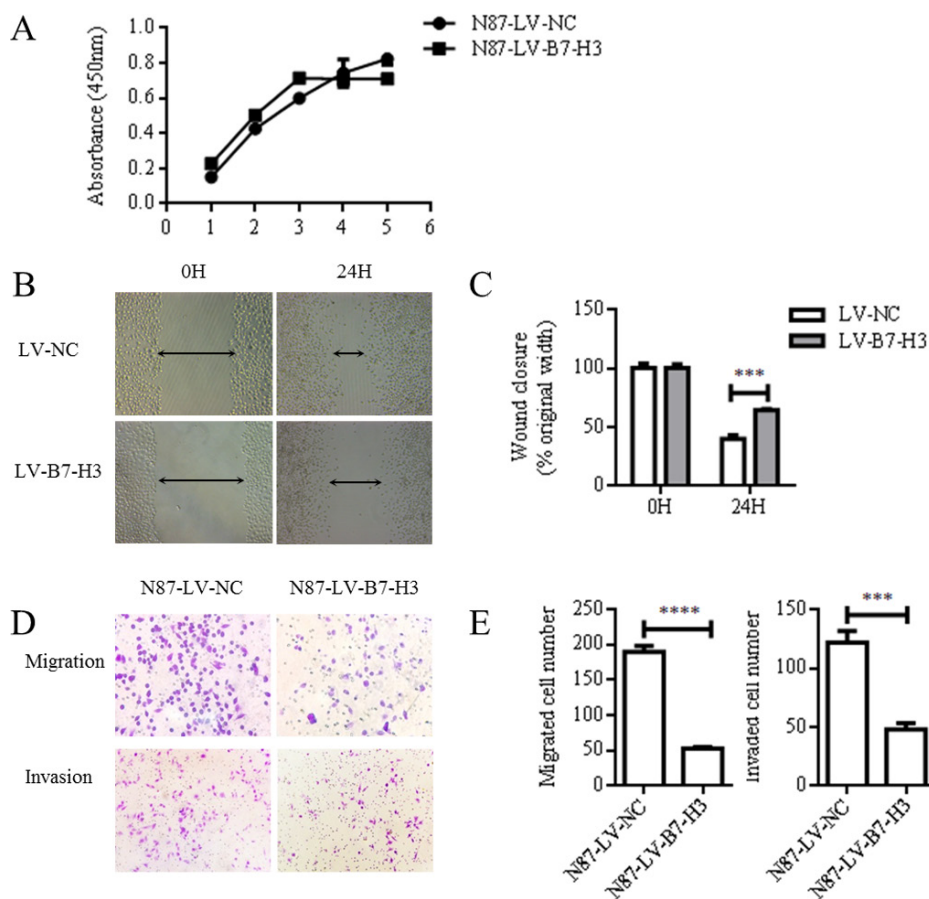 A
Absorbance (450nm)
1.0
0.8
0.6
0.4
0.2
0.0
0 1 2 3 4 5 6
N87-LV-NC
N87-LV-B7-H3
B
0H 24H
LV-NC
LV-B7-H3
C
Wound closure
(% original width)
150
100
50
0
0H 24H
***
LV-NC
LV-B7-H3
D
N87-LV-NC N87-LV-B7-H3
Migration
Invasion
E
Migrated cell number
250
200
150
100
50
0
****
N87-LV-NC
N87-LV-B7-H3
Invaded cell number
150
100
50
0
***
N87-LV-NC
N87-LV-B7-H3